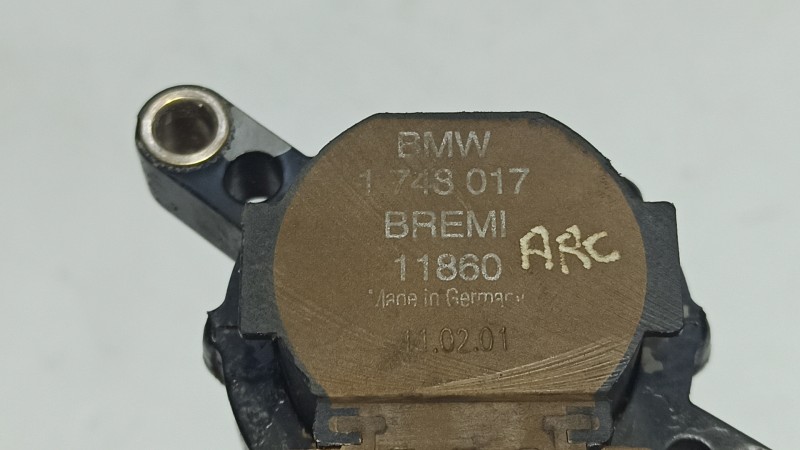 BMW
1 748 017
BREMI
11860
ARC
Made in Germany
11.02.01